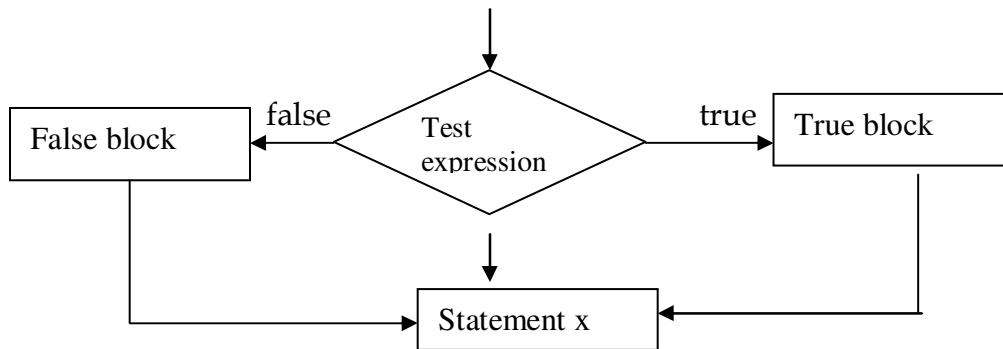 false
true
False block
Test
expression
True block
Statement x